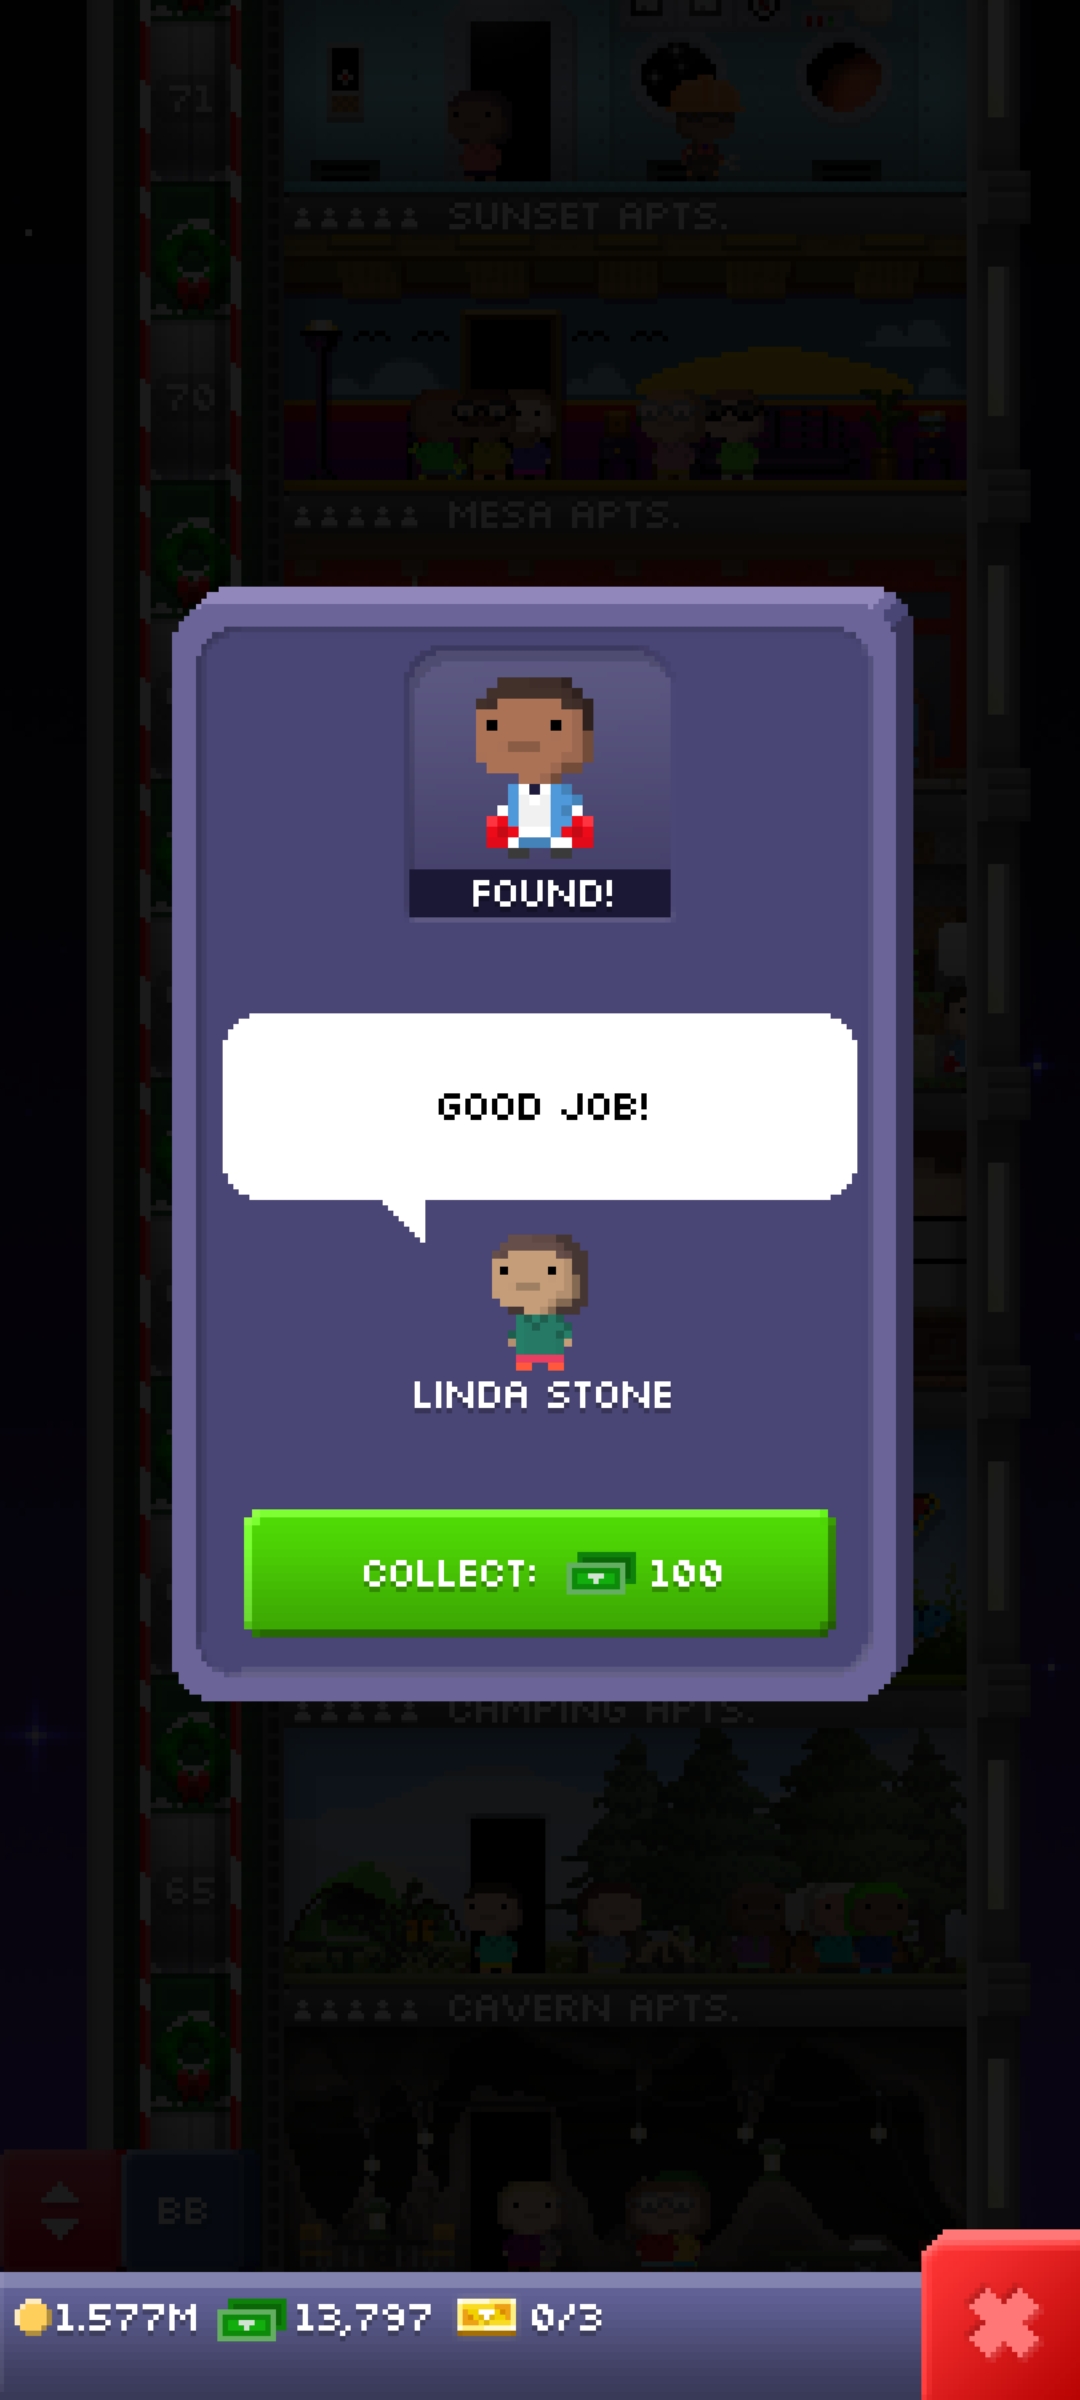 71
SUNSET APTS.
70
MESA APTS.
FOUND!
GOOD JOB!
LINDA STONE
COLLECT: 100
CAMPING APTS.
65
CAVERN APTS.
BB
1.577M 13,797 0/3